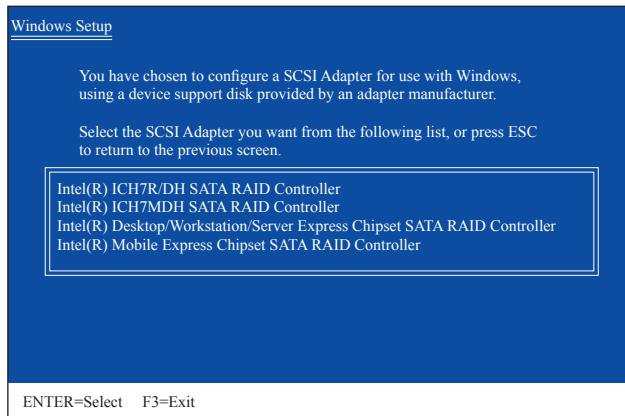 Windows Setup
You have chosen to configure a SCSI Adapter for use with Windows,
using a device support disk provided by an adapter manufacturer.
Select the SCSI Adapter you want from the following list, or press ESC
to return to the previous screen.
Intel(R) ICH7R/DH SATA RAID Controller
Intel(R) ICH7MDH SATA RAID Controller
Intel(R) Desktop/Workstation/Server Express Chipset SATA RAID Controller
Intel(R) Mobile Express Chipset SATA RAID Controller
ENTER=Select F3=Exit